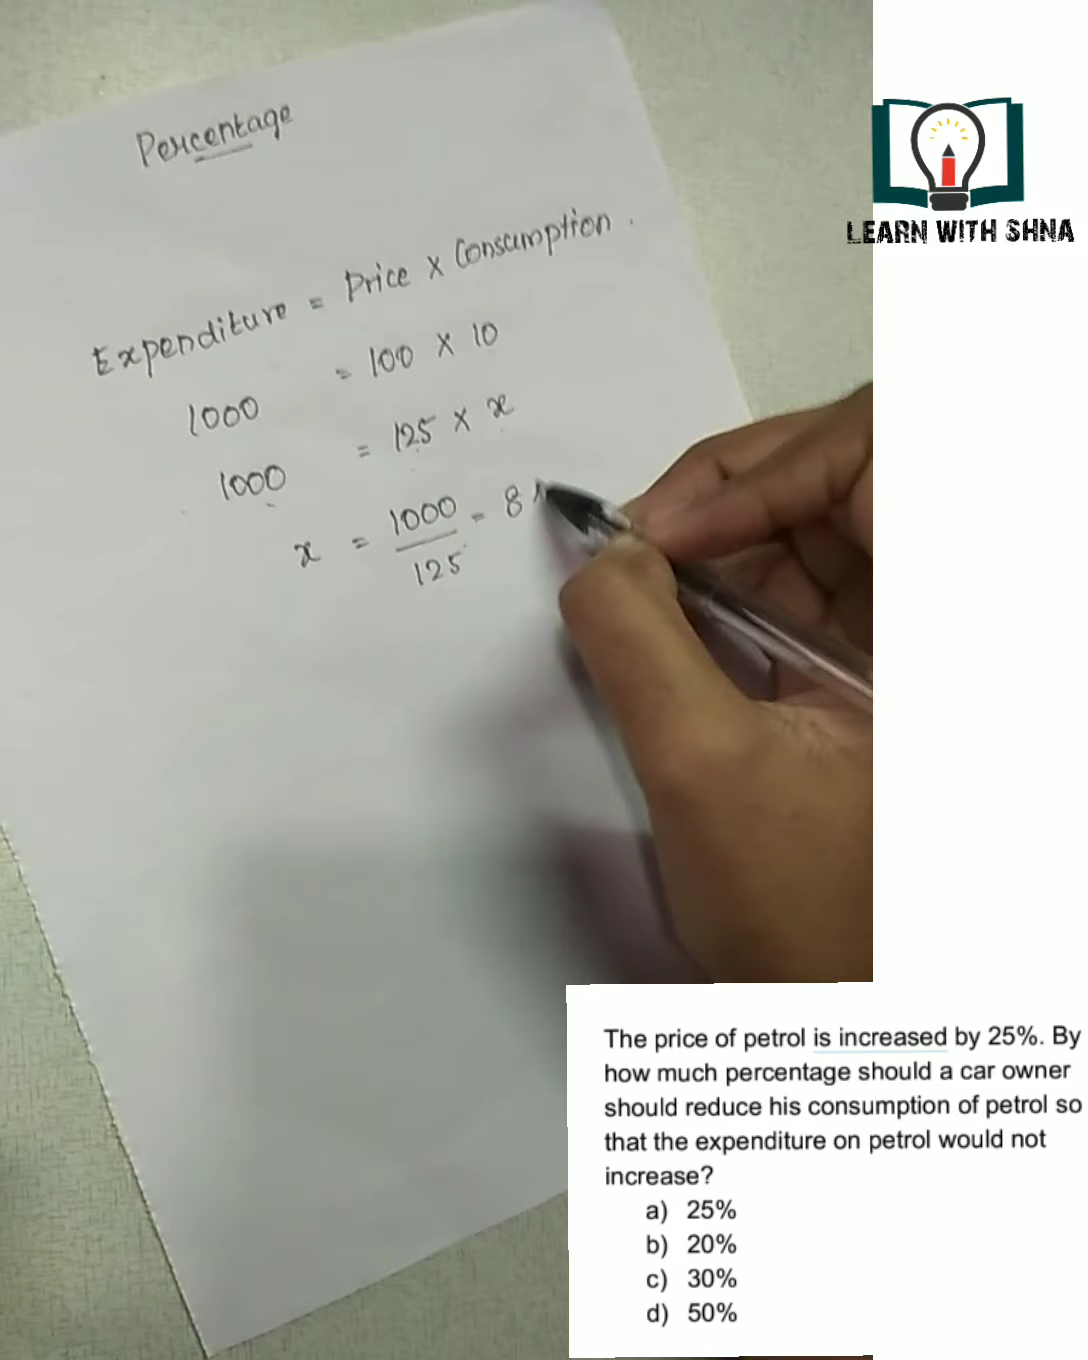 Percentage
Expenditure = Price × Consumption.
1000 = 100 × 10
1000 = 125 × x
x = 1000/125 = 8
LEARN WITH SHNA
The price of petrol is increased by 25%. By
how much percentage should a car owner
should reduce his consumption of petrol so
that the expenditure on petrol would not
increase?
a) 25%
b) 20%
c) 30%
d) 50%